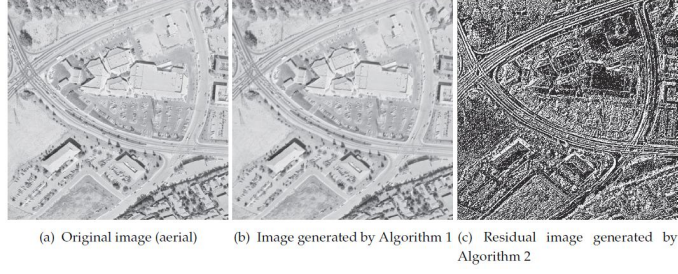 (a) Original image (aerial)
(b) Image generated by Algorithm 1
(c) Residual image generated by
Algorithm 2